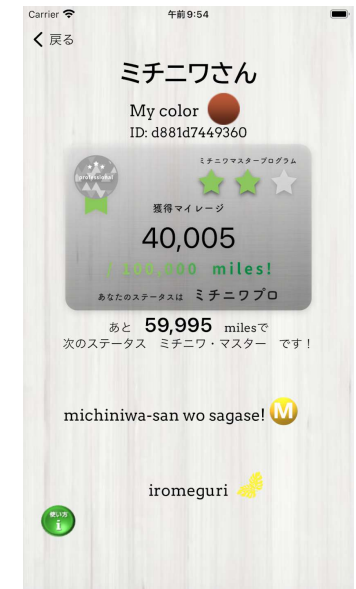 Carrier 午前9:54
戻る
ミチニワさん
My color
ID: d881d7449360
professional
ミチニワマスタープログラム
獲得マイレージ
40,005
/ 100,000 miles!
あなたのステータスは ミチニワプロ
あと 59,995 milesで
次のステータス ミチニワ・マスター です!
michiniwa-san wo sagase! M
iromeguri
使い方
i